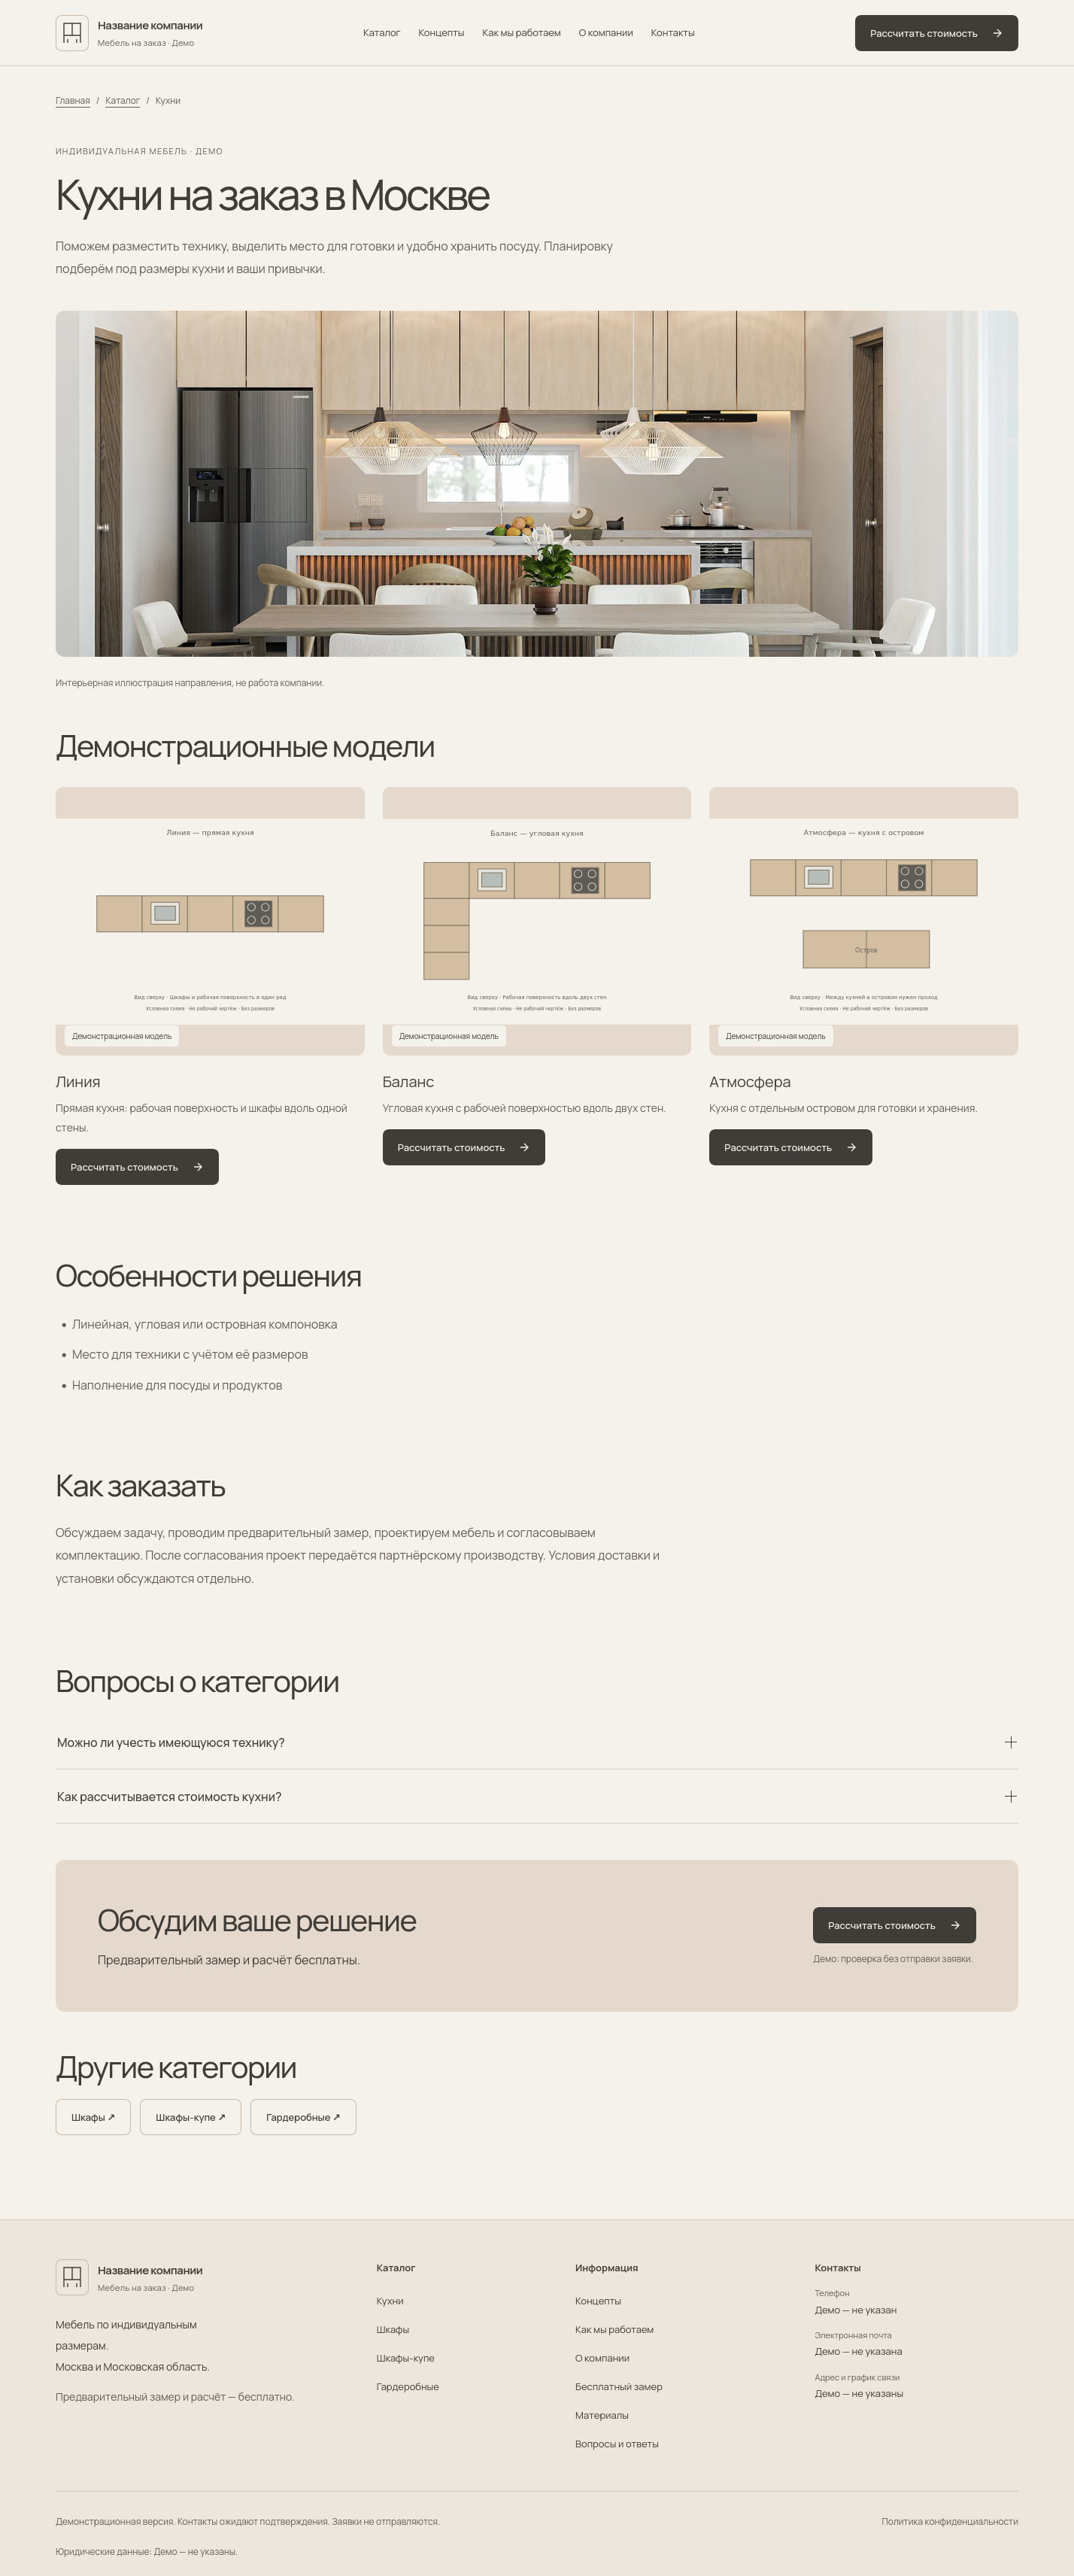 Название компании
Мебель на заказ · Демо
Каталог Концепты Как мы работаем О компании Контакты
Рассчитать стоимость →
Главная / Каталог / Кухни
ИНДИВИДУАЛЬНАЯ МЕБЕЛЬ · ДЕМО
Кухни на заказ в Москве
Поможем разместить технику, выделить место для готовки и удобно хранить посуду. Планировку
подберём под размеры кухни и ваши привычки.
Интерьерная иллюстрация направления, не работа компании.
Демонстрационные модели
Линия — прямая кухня
Вид сверху · Шкафы и рабочая поверхность в один ряд
Условная схема · Не рабочий чертёж · Без размеров
Демонстрационная модель
Линия
Прямая кухня: рабочая поверхность и шкафы вдоль одной
стены.
Рассчитать стоимость →
Баланс — угловая кухня
Вид сверху · Рабочая поверхность вдоль двух стен
Условная схема · Не рабочий чертёж · Без размеров
Демонстрационная модель
Баланс
Угловая кухня с рабочей поверхностью вдоль двух стен.
Рассчитать стоимость →
Атмосфера — кухня с островом
Остров
Вид сверху · Между кухней и островом нужен проход
Условная схема · Не рабочий чертёж · Без размеров
Демонстрационная модель
Атмосфера
Кухня с отдельным островом для готовки и хранения.
Рассчитать стоимость →
Особенности решения
• Линейная, угловая или островная компоновка
• Место для техники с учётом её размеров
• Наполнение для посуды и продуктов
Как заказать
Обсуждаем задачу, проводим предварительный замер, проектируем мебель и согласовываем
комплектацию. После согласования проект передаётся партнёрскому производству. Условия доставки и
установки обсуждаются отдельно.
Вопросы о категории
Можно ли учесть имеющуюся технику?
Как рассчитывается стоимость кухни?
Обсудим ваше решение
Предварительный замер и расчёт бесплатны.
Рассчитать стоимость →
Демо: проверка без отправки заявки.
Другие категории
Шкафы ↗ Шкафы-купе ↗ Гардеробные ↗
Название компании
Мебель на заказ · Демо
Мебель по индивидуальным
размерам.
Москва и Московская область.
Предварительный замер и расчёт — бесплатно.
Каталог
Кухни
Шкафы
Шкафы-купе
Гардеробные
Информация
Концепты
Как мы работаем
О компании
Бесплатный замер
Материалы
Вопросы и ответы
Контакты
Телефон
Демо — не указан
Электронная почта
Демо — не указана
Адрес и график связи
Демо — не указаны
Демонстрационная версия. Контакты ожидают подтверждения. Заявки не отправляются.
Политика конфиденциальности
Юридические данные: Демо — не указаны.